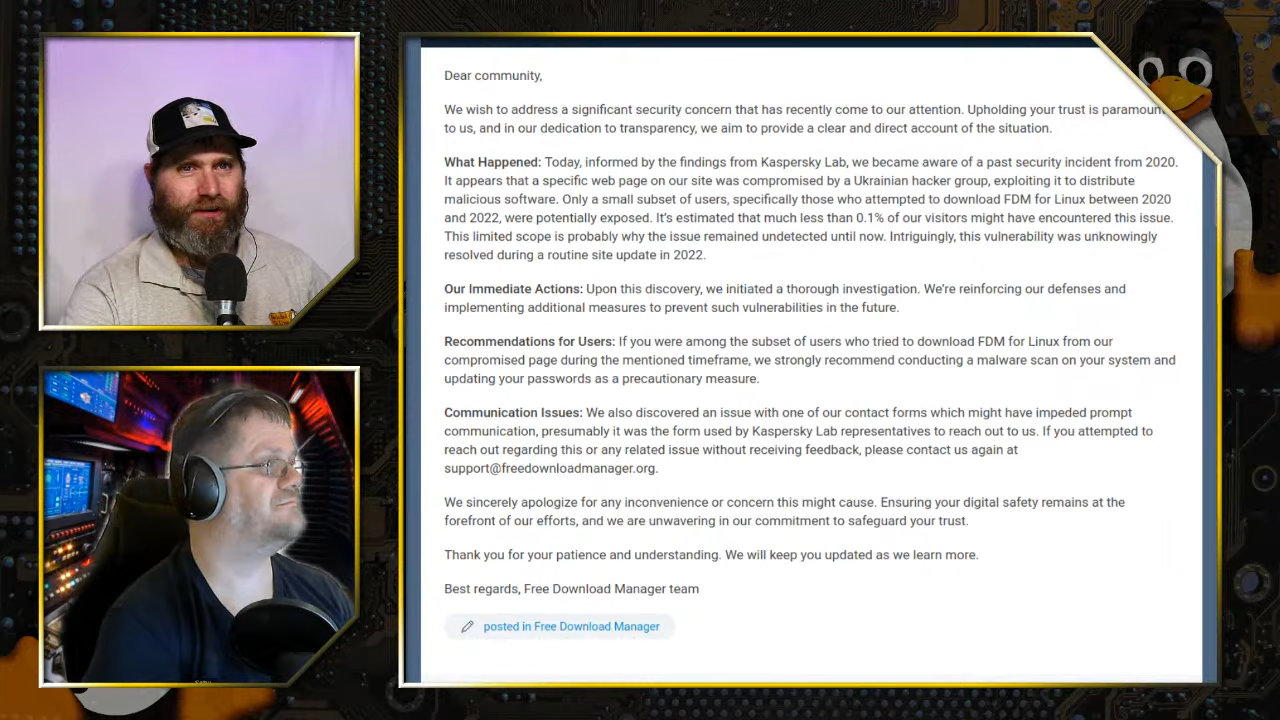 Dear community,
We wish to address a significant security concern that has recently come to our attention. Upholding your trust is paramount
to us, and in our dedication to transparency, we aim to provide a clear and direct account of the situation.
What Happened: Today, informed by the findings from Kaspersky Lab, we became aware of a past security incident from 2020.
It appears that a specific web page on our site was compromised by a Ukrainian hacker group, exploiting it to distribute
malicious software. Only a small subset of users, specifically those who attempted to download FDM for Linux between 2020
and 2022, were potentially exposed. It's estimated that much less than 0.1% of our visitors might have encountered this issue.
This limited scope is probably why the issue remained undetected until now. Intriguingly, this vulnerability was unknowingly
resolved during a routine site update in 2022.
Our Immediate Actions: Upon this discovery, we initiated a thorough investigation. We're reinforcing our defenses and
implementing additional measures to prevent such vulnerabilities in the future.
Recommendations for Users: If you were among the subset of users who tried to download FDM for Linux from our
compromised page during the mentioned timeframe, we strongly recommend conducting a malware scan on your system and
updating your passwords as a precautionary measure.
Communication Issues: We also discovered an issue with one of our contact forms which might have impeded prompt
communication, presumably it was the form used by Kaspersky Lab representatives to reach out to us. If you attempted to
reach out regarding this or any related issue without receiving feedback, please contact us again at
support@freedownloadmanager.org.
We sincerely apologize for any inconvenience or concern this might cause. Ensuring your digital safety remains at the
forefront of our efforts, and we are unwavering in our commitment to safeguard your trust.
Thank you for your patience and understanding. We will keep you updated as we learn more.
Best regards, Free Download Manager team
posted in Free Download Manager